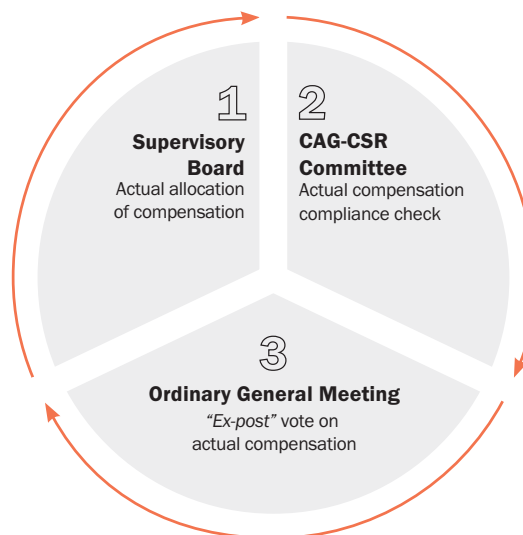 1
Supervisory
Board
Actual allocation
of compensation
2
CAG-CSR
Committee
Actual compensation
compliance check
3
Ordinary General Meeting
“Ex-post” vote on
actual compensation